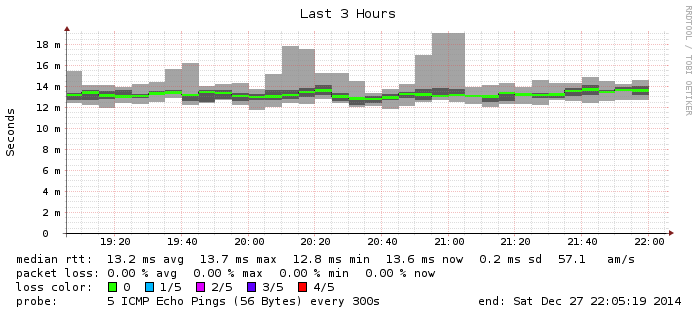 Last 3 Hours
RRDTOOL / TOBI OETIKER
Seconds
18 m
16 m
14 m
12 m
10 m
8 m
6 m
4 m
2 m
0
19:20 19:40 20:00 20:20 20:40 21:00 21:20 21:40 22:00
median rtt: 13.2 ms avg 13.7 ms max 12.8 ms min 13.6 ms now 0.2 ms sd 57.1 am/s
packet loss: 0.00 % avg 0.00 % max 0.00 % min 0.00 % now
loss color: 0 1/5 2/5 3/5 4/5
probe: 5 ICMP Echo Pings (56 Bytes) every 300s end: Sat Dec 27 22:05:19 2014